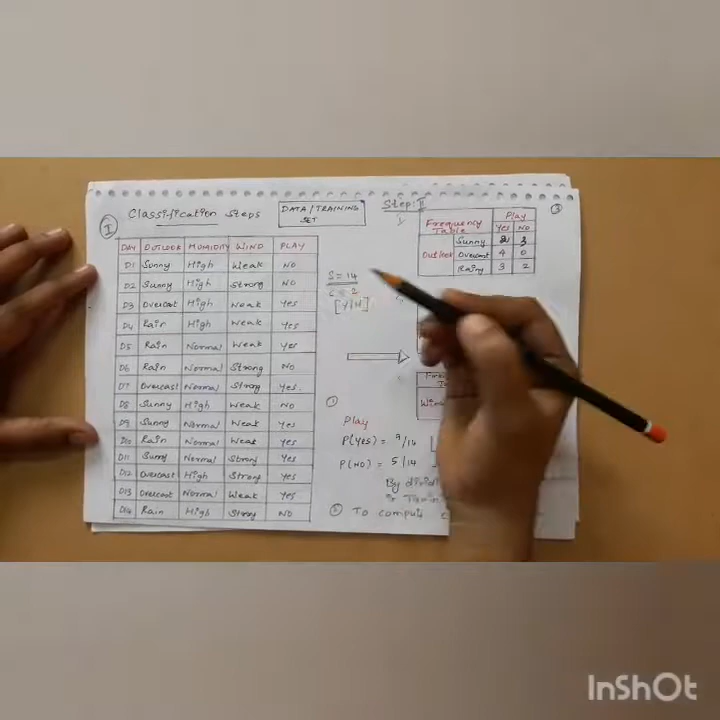 Classification Steps
DATA/TRAINING
SET
Step: II
3
I
DAY OUTLOOK HUMIDITY WIND PLAY
D1 Sunny High Weak NO
D2 Sunny High Strong NO
D3 Overcast High Weak Yes
D4 Rain High Weak Yes
D5 Rain Normal Weak Yes
D6 Rain Normal Strong No
D7 Overcast Normal Strong Yes.
D8 Sunny High Weak No
D9 Sunny Normal Weak Yes
D10 Rain Normal Weak Yes
D11 Sunny Normal Strong Yes
D12 Overcast High Strong Yes
D13 Overcast Normal Weak Yes
D14 Rain High Strong NO
S = 14
C = 2
[Y/N]
Frequency
Table
Play
Yes NO
Outlook
Sunny 2 3
Overcast 4 0
Rainy 3 2
1
Play
P(YES) = 9/14
P(NO) = 5/14
By
2 To
InShOt